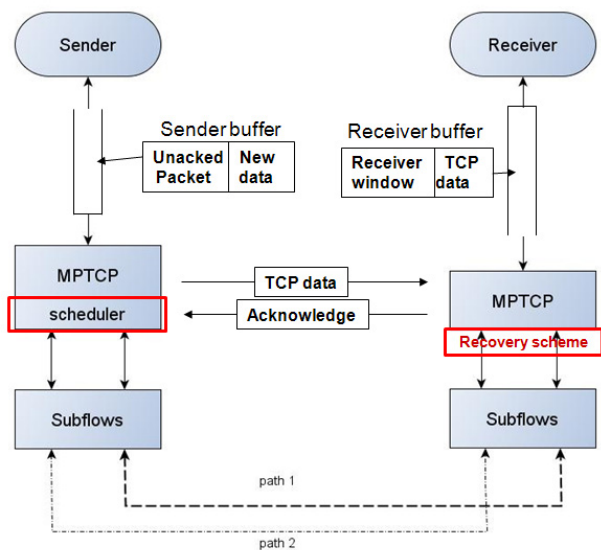 Sender
Receiver
Sender buffer
Unacked New
Packet data
Receiver buffer
Receiver TCP
window data
MPTCP
scheduler
TCP data
Acknowledge
MPTCP
Recovery scheme
Subflows
Subflows
path 1
path 2